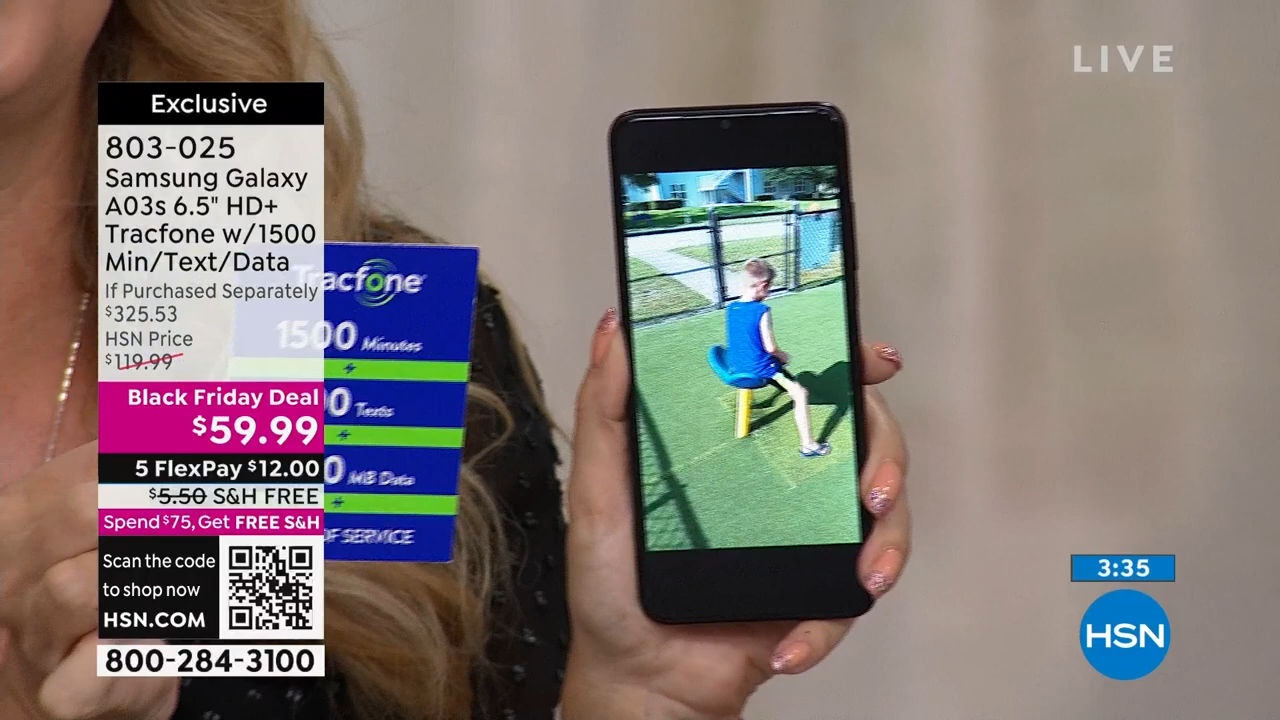 LIVE
Exclusive
803-025
Samsung Galaxy
A03s 6.5" HD+
Tracfone w/1500
Min/Text/Data
If Purchased Separately
$325.53
HSN Price
$119.99
Black Friday Deal
$59.99
5 FlexPay $12.00
$5.50 S&H FREE
Spend $75, Get FREE S&H
Scan the code
to shop now
HSN.COM
800-284-3100
Tracfone
1500 Minutes
Texts
MB Data
OF SERVICE
3:35
HSN